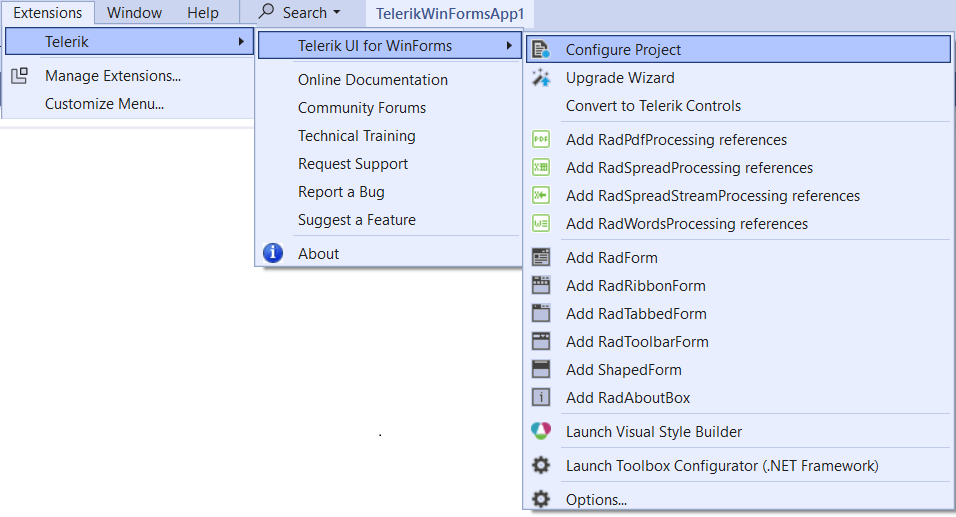 Extensions Window Help Search TelerikWinFormsApp1
Telerik
Manage Extensions...
Customize Menu...
Telerik UI for WinForms
Online Documentation
Community Forums
Technical Training
Request Support
Report a Bug
Suggest a Feature
i About
Configure Project
Upgrade Wizard
Convert to Telerik Controls
PDF Add RadPdfProcessing references
Add RadSpreadProcessing references
Add RadSpreadStreamProcessing references
Add RadWordsProcessing references
Add RadForm
Add RadRibbonForm
Add RadTabbedForm
Add RadToolbarForm
Add ShapedForm
i Add RadAboutBox
Launch Visual Style Builder
Launch Toolbox Configurator (.NET Framework)
Options...
.